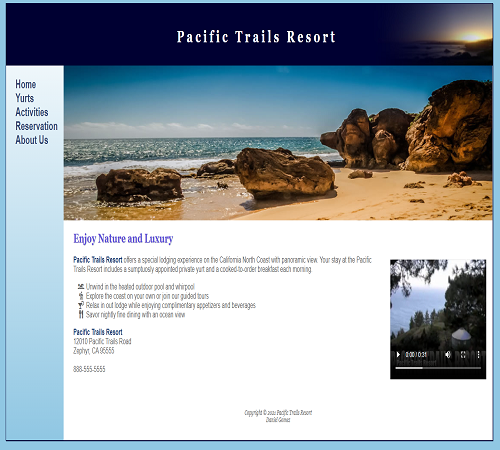 Pacific Trails Resort
Home
Yurts
Activities
Reservation
About Us
Enjoy Nature and Luxury
Pacific Trails Resort offers a special lodging experience on the California North Coast with panoramic view. Your stay at the Pacific
Trails Resort includes a sumptuosly appointed private yurt and a cooked-to-order breakfast each morning
Unwind in the heated outdoor pool and whirpool
Explore the coast on your own or join our guided tours
Relax in out lodge while enjoying complimentary appetizers and beverages
Savor nightly fine dining with an ocean view
Pacific Trails Resort
12010 Pacific Trails Road
Zephyr, CA 95555
888-555-5555
0:00 / 0:31
Copyright © 2021 Pacific Trails Resort
Daniel Gaines